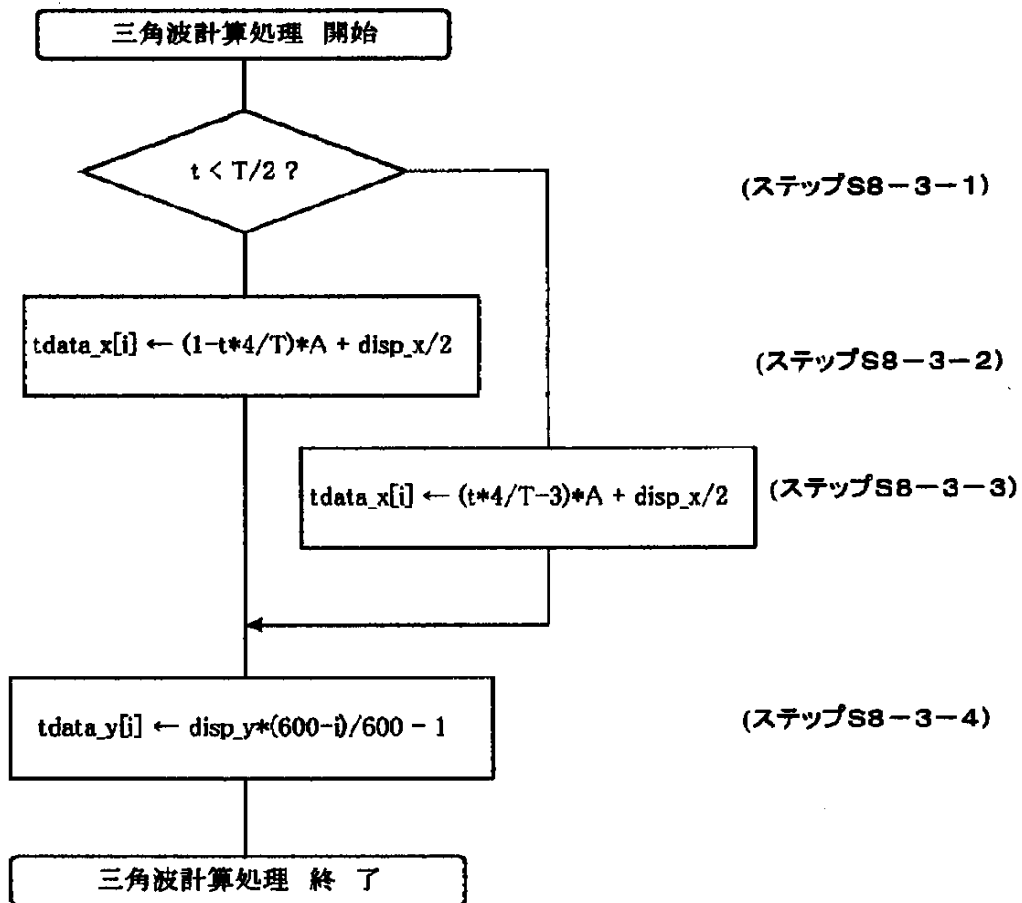 三角波計算処理 開始
t < T/2 ?
(ステップS8-3-1)
tdata_x[i] ← (1-t*4/T)*A + disp_x/2
(ステップS8-3-2)
tdata_x[i] ← (t*4/T-3)*A + disp_x/2
(ステップS8-3-3)
tdata_y[i] ← disp_y*(600-i)/600 - 1
(ステップS8-3-4)
三角波計算処理 終 了